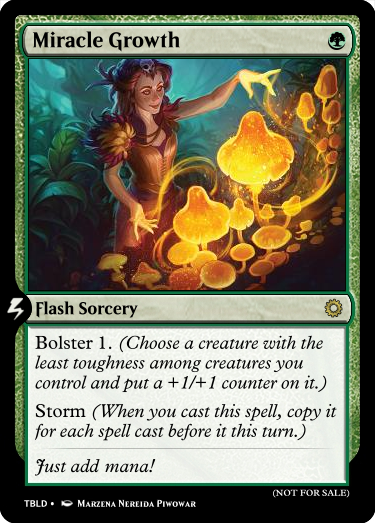 Miracle Growth
Flash Sorcery
Bolster 1. (Choose a creature with the
least toughness among creatures you
control and put a +1/+1 counter on it.)
Storm (When you cast this spell, copy it
for each spell cast before it this turn.)
Just add mana!
(NOT FOR SALE)
TBLD • Marzena Nereida Piwowar